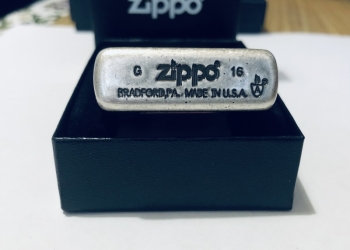 zippo
G zippo 16
BRADFORD,PA. MADE IN U.S.A.